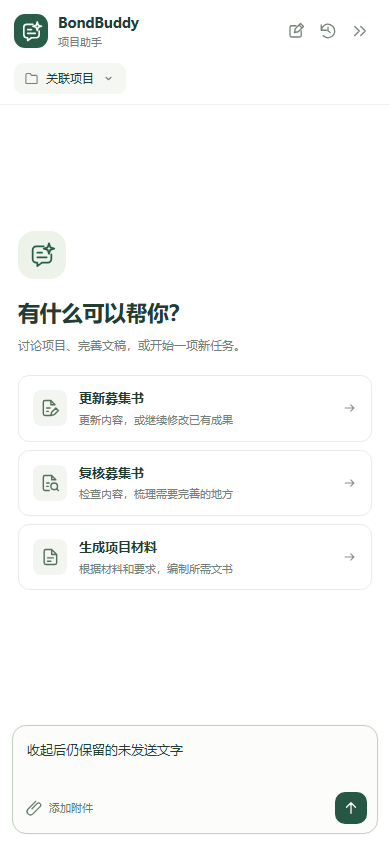 BondBuddy
项目助手
关联项目
有什么可以帮你？
讨论项目、完善文稿，或开始一项新任务。
更新募集书
更新内容，或继续修改已有成果
复核募集书
检查内容，梳理需要完善的地方
生成项目材料
根据材料和要求，编制所需文书
收起后仍保留的未发送文字
添加附件